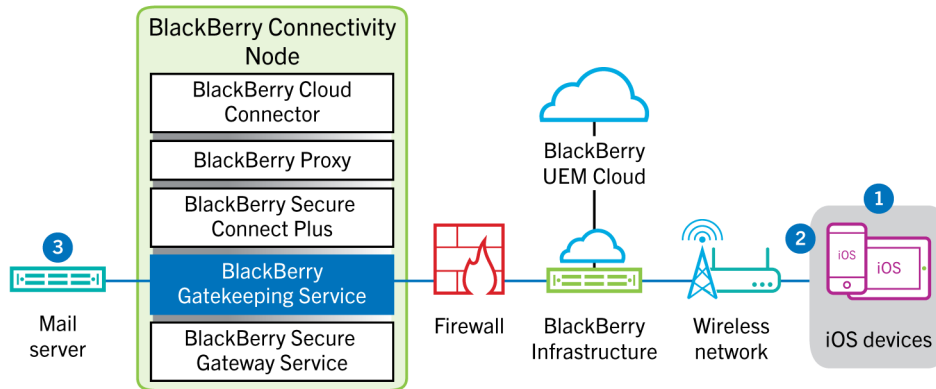 BlackBerry Connectivity
Node
BlackBerry Cloud
Connector
BlackBerry Proxy
BlackBerry Secure
Connect Plus
BlackBerry
Gatekeeping Service
BlackBerry Secure
Gateway Service
3
Mail
server
Firewall
BlackBerry
UEM Cloud
BlackBerry
Infrastructure
Wireless
network
2
1
iOS
iOS
iOS devices